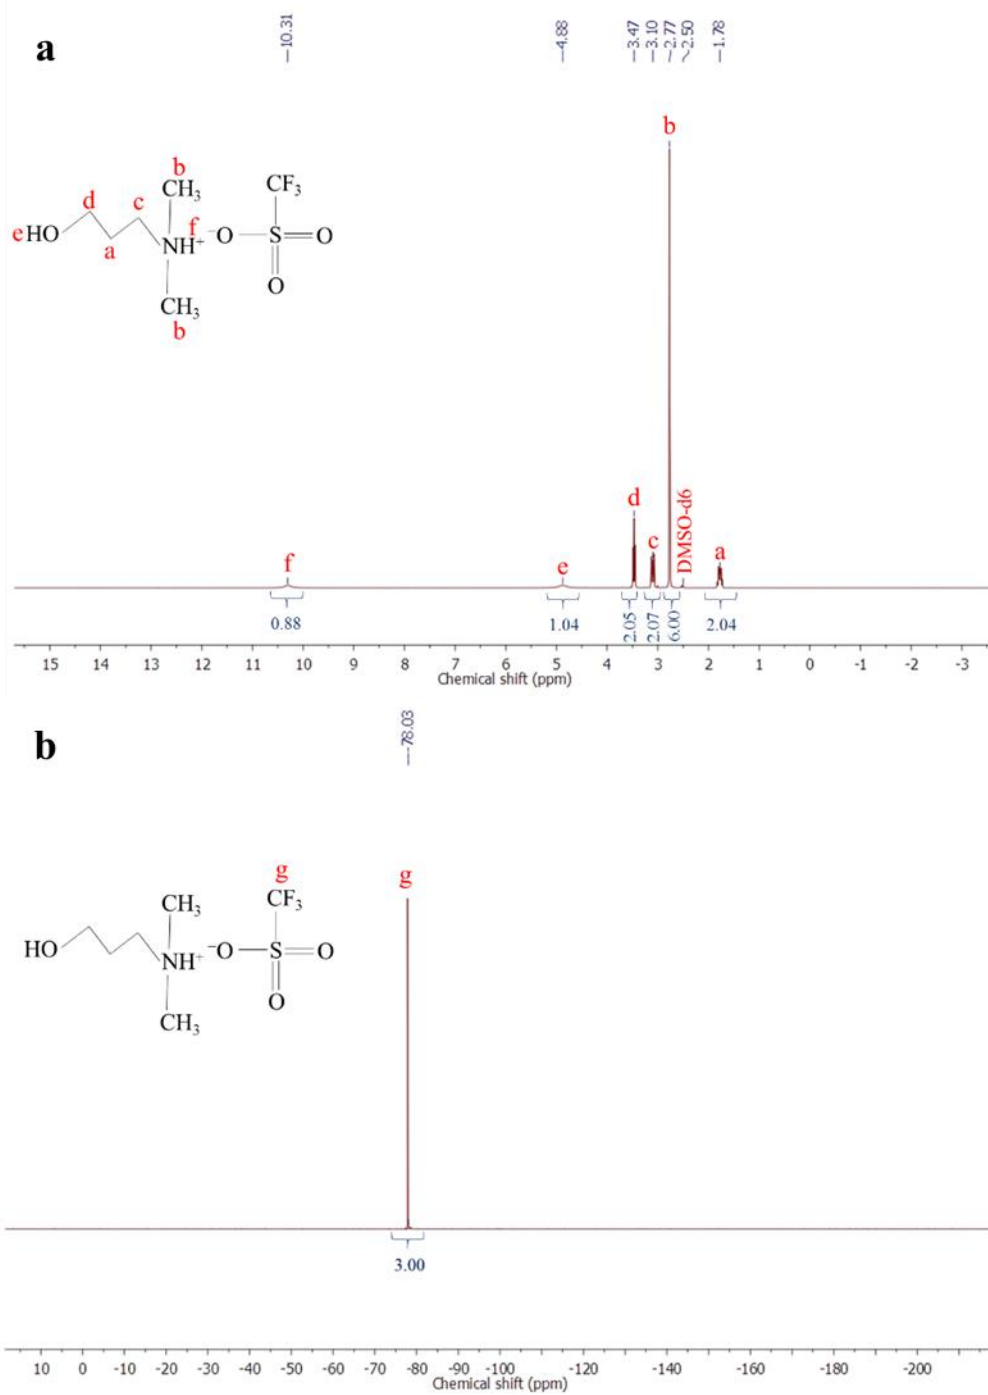 a
10.31
4.88
3.47
3.10
2.77
2.50
1.78
b
b
CH3
CF3
d
c
f
eHO
a
NH+
-O
S
O
CH3
O
b
d
c
DMSO-d6
a
f
e
0.88
1.04
2.05
2.07
6.00
2.04
15 14 13 12 11 10 9 8 7 6 5 4 3 2 1 0 -1 -2 -3
Chemical shift (ppm)
b
-78.03
g
g
CH3
CF3
HO
NH+
-O
S
O
CH3
O
3.00
10 0 -10 -20 -30 -40 -50 -60 -70 -80 -90 -100 -120 -140 -160 -180 -200
Chemical shift (ppm)